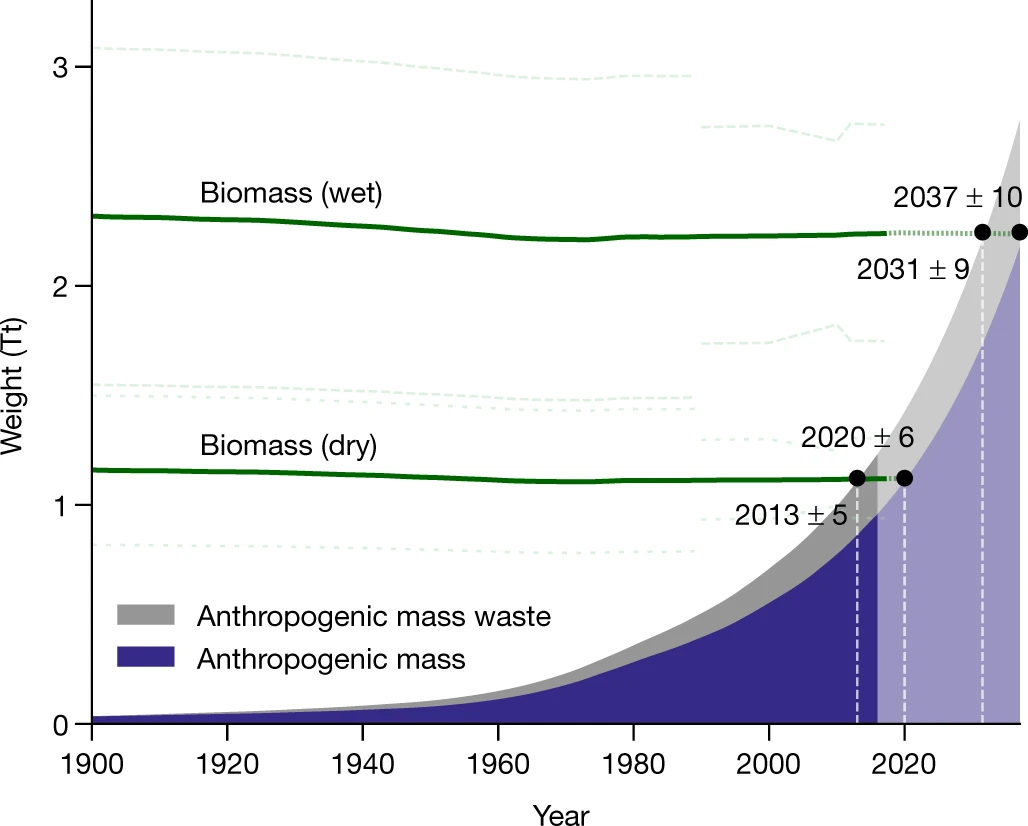 3
Biomass (wet)
2037 ± 10
2
2031 ± 9
Weight (Tt)
Biomass (dry)
2020 ± 6
1
2013 ± 5
Anthropogenic mass waste
Anthropogenic mass
0
1900 1920 1940 1960 1980 2000 2020
Year